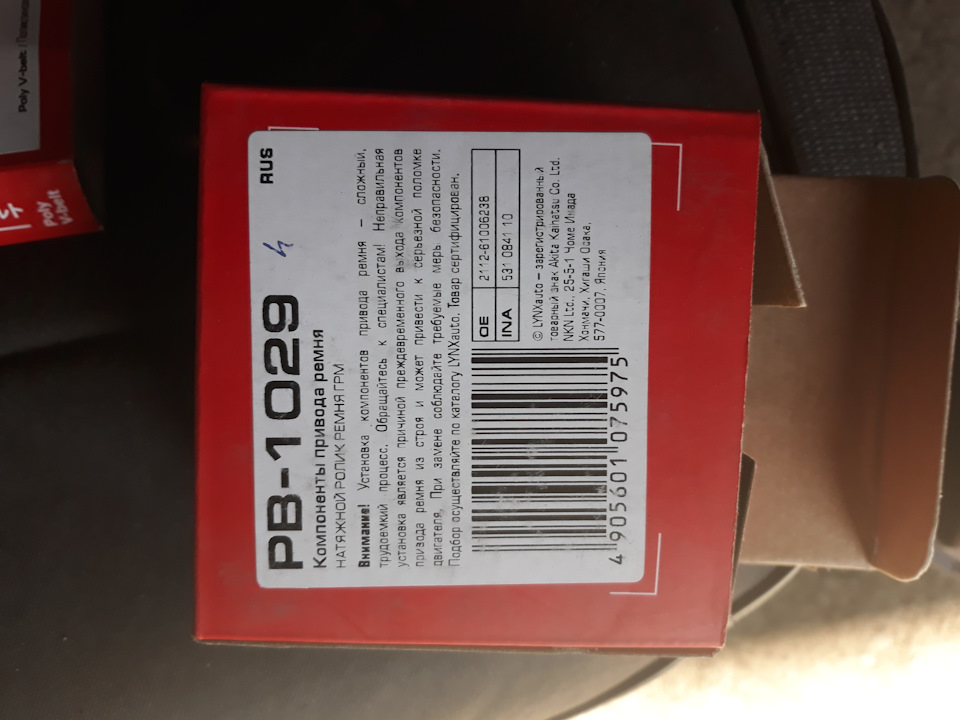 RUS
PB-1029
4
Компоненты привода ремня
НАТЯЖНОЙ РОЛИК РЕМНЯ ГРМ
Внимание! Установка компонентов привода ремня – сложный,
трудоемкий процесс. Обращайтесь к специалистам! Неправильная
установка является причиной преждевременного выхода компонентов
привода ремня из строя и может привести к серьезной поломке
двигателя. При замене соблюдайте требуемые меры безопасности.
Подбор осуществляйте по каталогу LYNXauto. Товар сертифицирован.
OE 2112-61006238
INA 531 0841 10
© LYNXauto – зарегистрированный
товарный знак Akita Kaihatsu Co. Ltd.
NKN Ltd., 25-5-1 Чоме Инада
Хонмачи, Хигаши Осака,
577-0007, Япония
4 905601 075975
Poly V-belt
Poly
V-belt